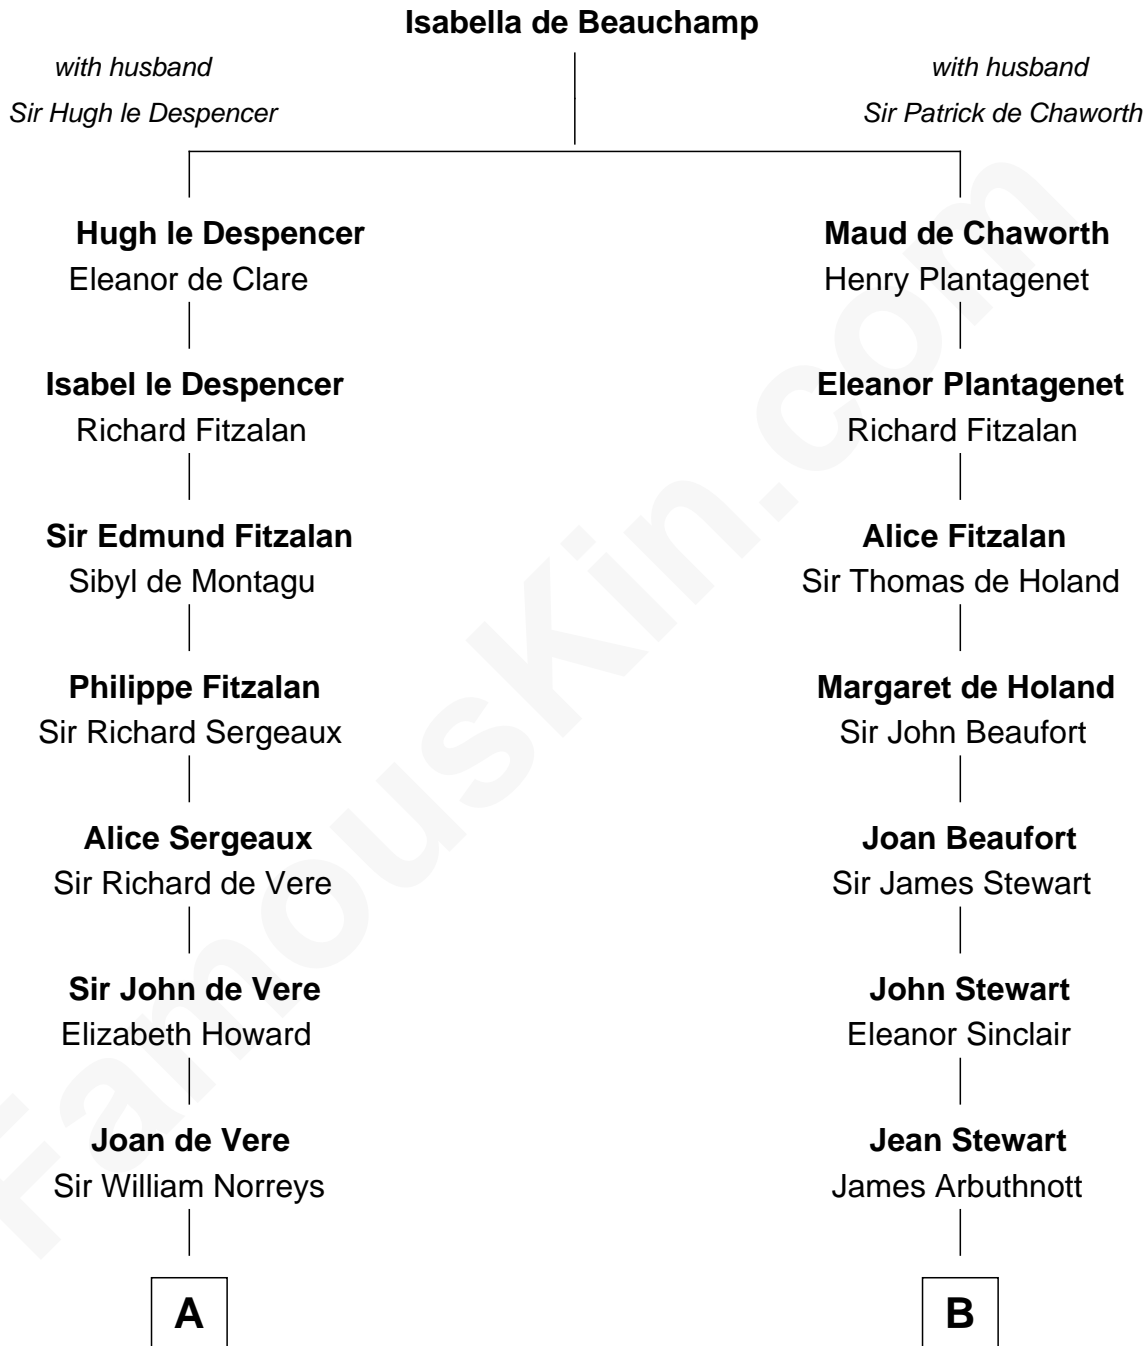 Isabella de Beauchamp
with husband
Sir Hugh le Despencer
with husband
Sir Patrick de Chaworth
Hugh le Despencer
Eleanor de Clare
Isabel le Despencer
Richard Fitzalan
Sir Edmund Fitzalan
Sibyl de Montagu
Philippe Fitzalan
Sir Richard Sergeaux
Alice Sergeaux
Sir Richard de Vere
Sir John de Vere
Elizabeth Howard
Joan de Vere
Sir William Norreys
A
Maud de Chaworth
Henry Plantagenet
Eleanor Plantagenet
Richard Fitzalan
Alice Fitzalan
Sir Thomas de Holand
Margaret de Holand
Sir John Beaufort
Joan Beaufort
Sir James Stewart
John Stewart
Eleanor Sinclair
Jean Stewart
James Arbuthnott
B
FamousKin.com